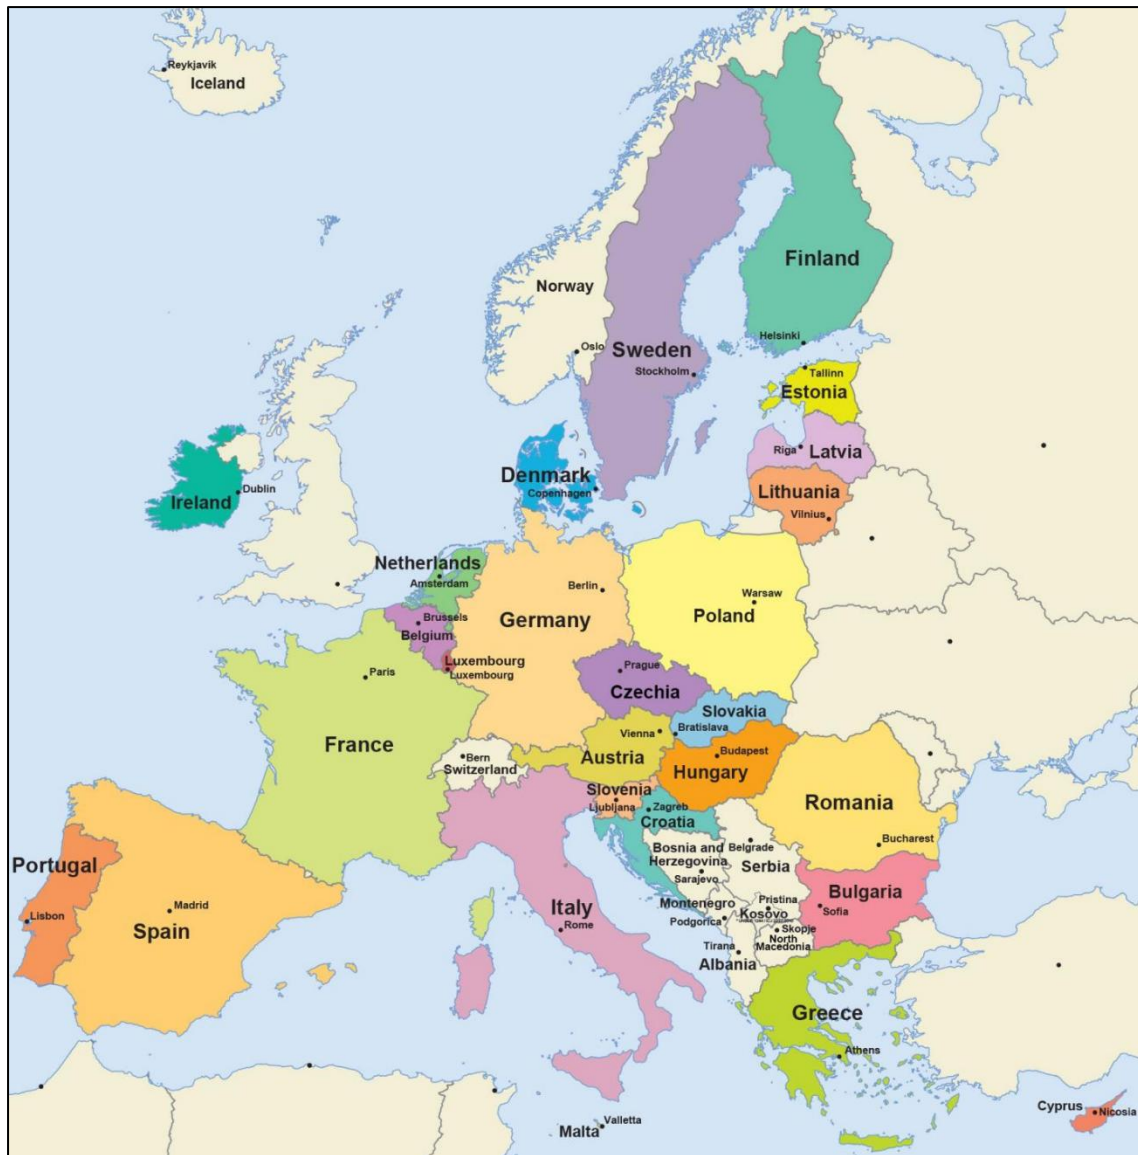 Reykjavik
Iceland
Norway
Oslo
Sweden
Stockholm
Finland
Helsinki
Tallinn
Estonia
Riga
Latvia
Lithuania
Vilnius
Denmark
Copenhagen
Ireland
Dublin
Netherlands
Amsterdam
Brussels
Belgium
Luxembourg
Luxembourg
Berlin
Germany
Warsaw
Poland
Prague
Czechia
Paris
France
Slovakia
Bratislava
Vienna
Austria
Bern
Switzerland
Budapest
Hungary
Slovenia
Ljubljana
Zagreb
Croatia
Romania
Bucharest
Bosnia and
Herzegovina
Sarajevo
Belgrade
Serbia
Montenegro
Podgorica
Pristina
Kosovo
Bulgaria
Sofia
Skopje
North
Macedonia
Tirana
Albania
Portugal
Lisbon
Madrid
Spain
Italy
Rome
Greece
Athens
Malta
Valletta
Cyprus
Nicosia